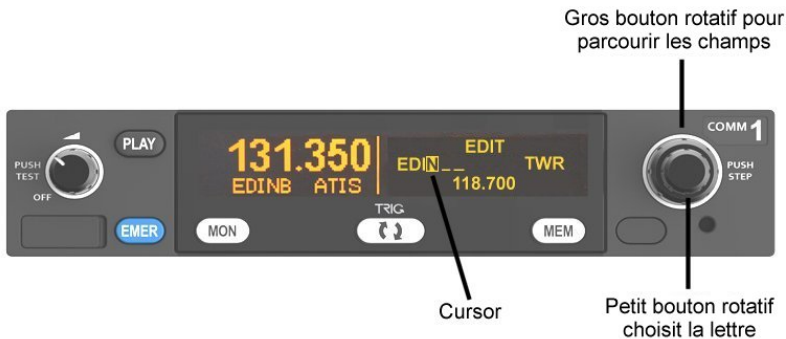 Gros bouton rotatif pour
parcourir les champs
COMM 1
PLAY
PUSH
TEST
OFF
131.350
EDINB ATIS
EDIT
EDIN__ TWR
118.700
PUSH
STEP
TRIG
EMER
MON
MEM
Cursor
Petit bouton rotatif
choisit la lettre